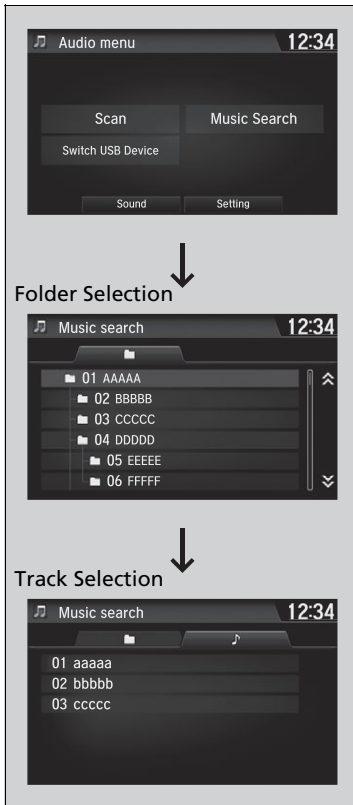 Audio menu 12:34
Scan Music Search
Switch USB Device
Sound Setting
Folder Selection
Music search 12:34
01 AAAAA
02 BBBBB
03 CCCCC
04 DDDDD
05 EEEEE
06 FFFFF
Track Selection
Music search 12:34
01 aaaaa
02 bbbbb
03 ccccc